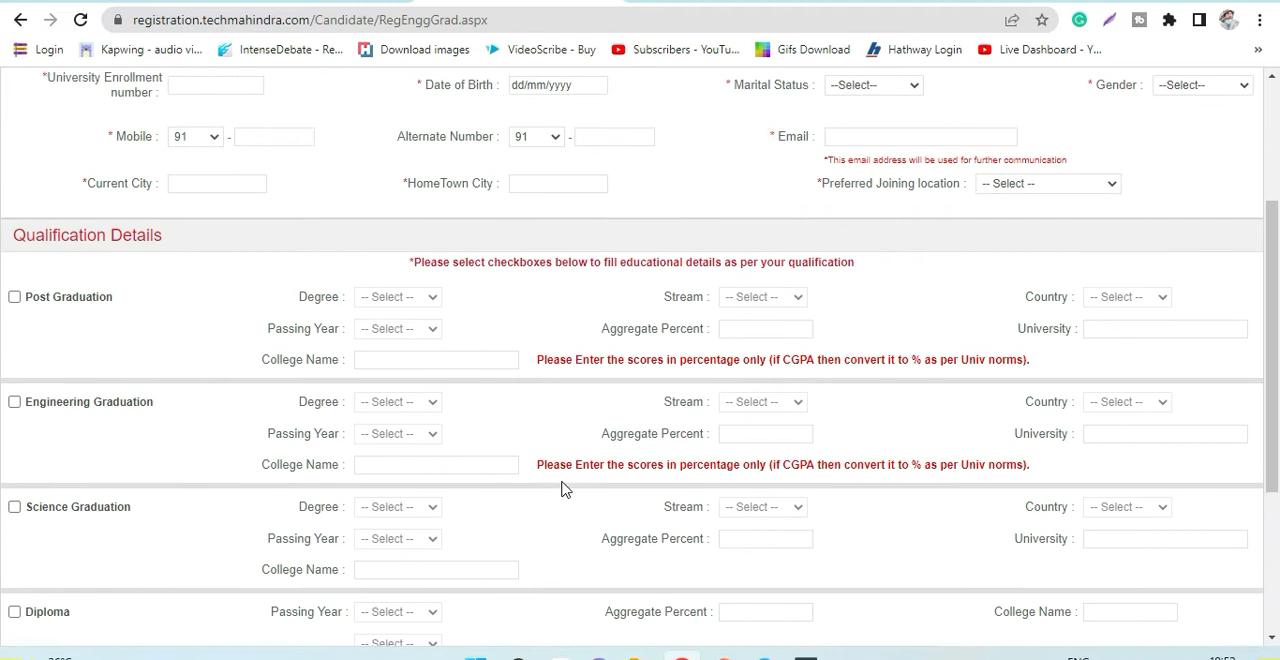 registration.techmahindra.com/Candidate/RegEnggGrad.aspx
Login Kapwing - audio vi... IntenseDebate - Re... Download images VideoScribe - Buy Subscribers - YouTu... Gifs Download Hathway Login Live Dashboard - Y... »
*University Enrollment number : * Date of Birth : dd/mm/yyyy * Marital Status : --Select-- * Gender : --Select--
* Mobile : 91 - Alternate Number : 91 - * Email :
*This email address will be used for further communication
*Current City : *HomeTown City : *Preferred Joining location : -- Select --
Qualification Details
*Please select checkboxes below to fill educational details as per your qualification
Post Graduation Degree : -- Select -- Stream : -- Select -- Country : -- Select --
Passing Year : -- Select -- Aggregate Percent : University :
College Name : Please Enter the scores in percentage only (if CGPA then convert it to % as per Univ norms).
Engineering Graduation Degree : -- Select -- Stream : -- Select -- Country : -- Select --
Passing Year : -- Select -- Aggregate Percent : University :
College Name : Please Enter the scores in percentage only (if CGPA then convert it to % as per Univ norms).
Science Graduation Degree : -- Select -- Stream : -- Select -- Country : -- Select --
Passing Year : -- Select -- Aggregate Percent : University :
College Name :
Diploma Passing Year : -- Select -- Aggregate Percent : College Name :
-- Select --